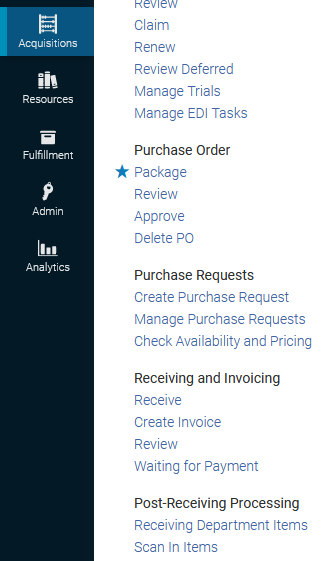 Acquisitions
Resources
Fulfillment
Admin
Analytics
Review
Claim
Renew
Review Deferred
Manage Trials
Manage EDI Tasks
Purchase Order
Package
Review
Approve
Delete PO
Purchase Requests
Create Purchase Request
Manage Purchase Requests
Check Availability and Pricing
Receiving and Invoicing
Receive
Create Invoice
Review
Waiting for Payment
Post-Receiving Processing
Receiving Department Items
Scan In Items